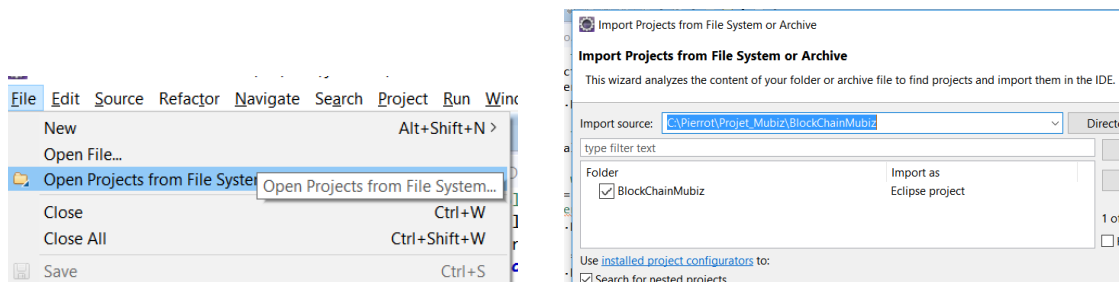 File Edit Source Refactor Navigate Search Project Run
New Alt+Shift+N >
Open File...
Open Projects from File System...
Close Ctrl+W
Close All Ctrl+Shift+W
Save Ctrl+S
Import Projects from File System or Archive
Import Projects from File System or Archive
This wizard analyzes the content of your folder or archive file to find projects and import them in the IDE.
Import source: C:\Pierrot\Projet_Mubiz\BlockChainMubiz
type filter text
Folder Import as
BlockChainMubiz Eclipse project
Use installed project configurators to:
Search for nested projects